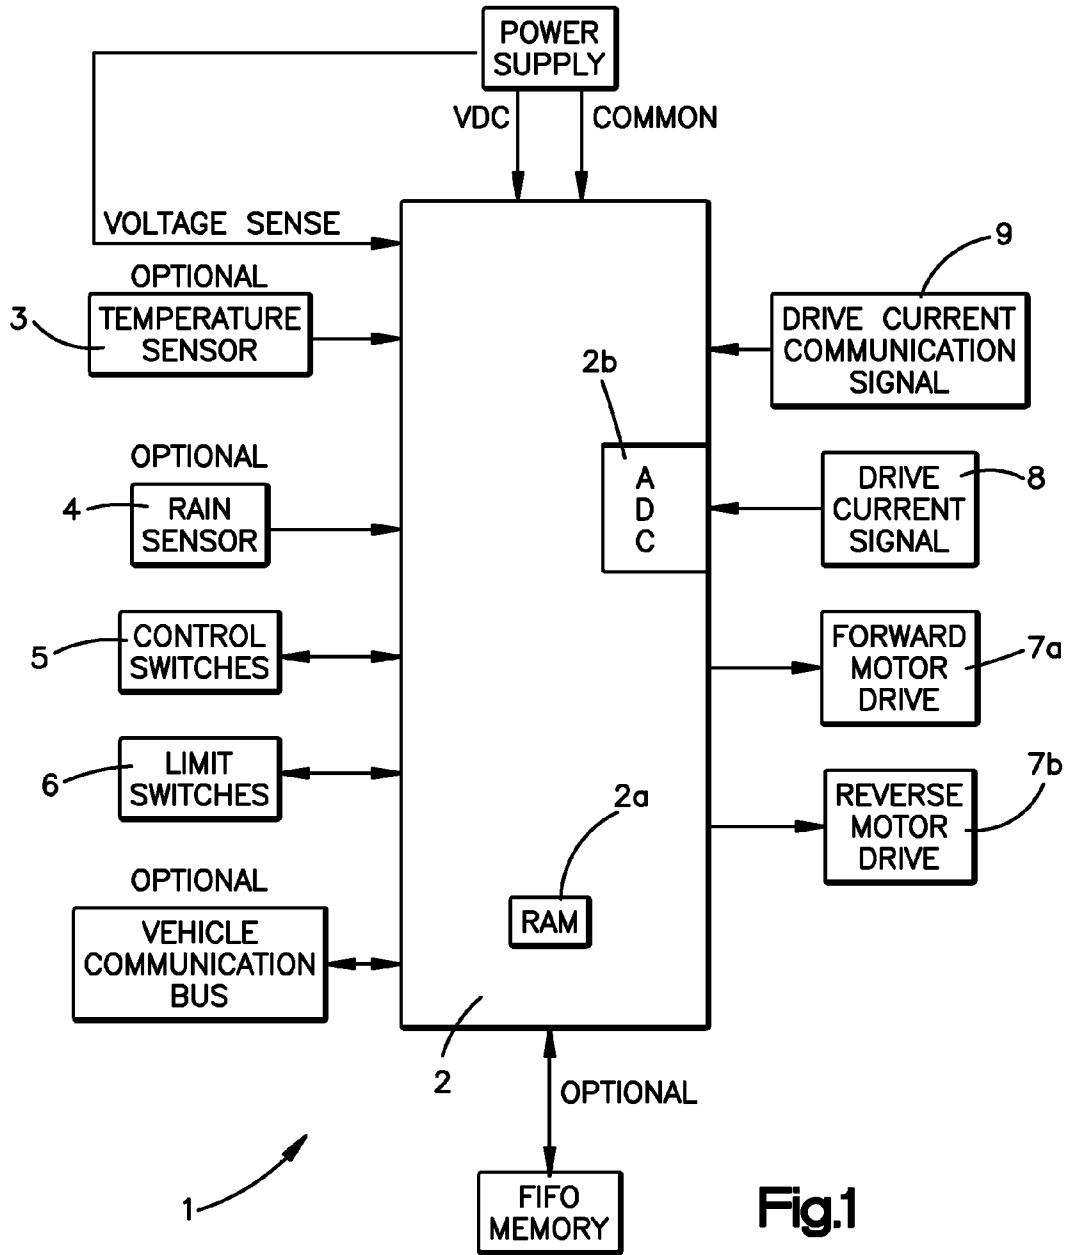 POWER
SUPPLY
VDC
COMMON
VOLTAGE SENSE
OPTIONAL
TEMPERATURE
SENSOR
3
OPTIONAL
RAIN
SENSOR
4
CONTROL
SWITCHES
5
LIMIT
SWITCHES
6
OPTIONAL
VEHICLE
COMMUNICATION
BUS
9
DRIVE CURRENT
COMMUNICATION
SIGNAL
2b
A
D
C
DRIVE
CURRENT
SIGNAL
8
FORWARD
MOTOR
DRIVE
7a
REVERSE
MOTOR
DRIVE
7b
2a
RAM
2
OPTIONAL
FIFO
MEMORY
1
Fig.1